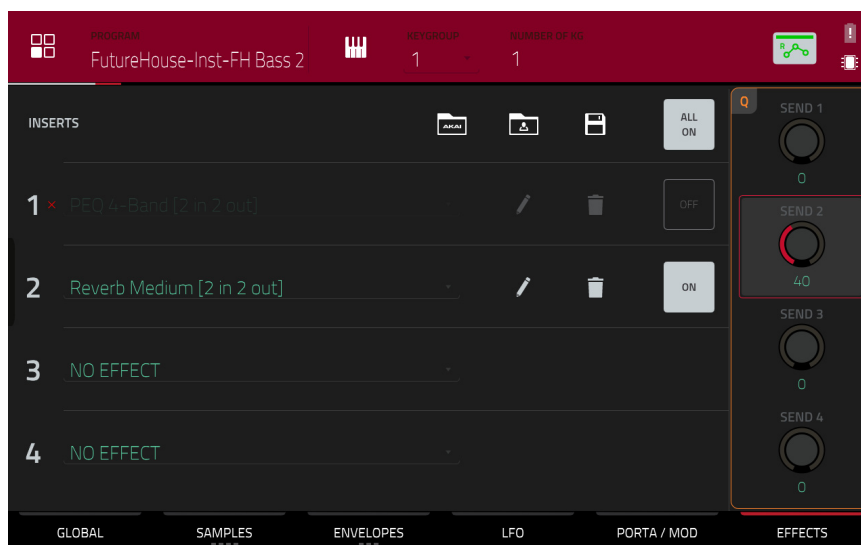 PROGRAM
FutureHouse-Inst-FH Bass 2
KEYGROUP
1
NUMBER OF KG
1
R
INSERTS
AKAI
ALL
ON
1 × PEQ 4-Band [2 in 2 out]
OFF
2 Reverb Medium [2 in 2 out]
ON
3 NO EFFECT
4 NO EFFECT
Q
SEND 1
0
SEND 2
40
SEND 3
0
SEND 4
0
GLOBAL SAMPLES ENVELOPES LFO PORTA / MOD EFFECTS